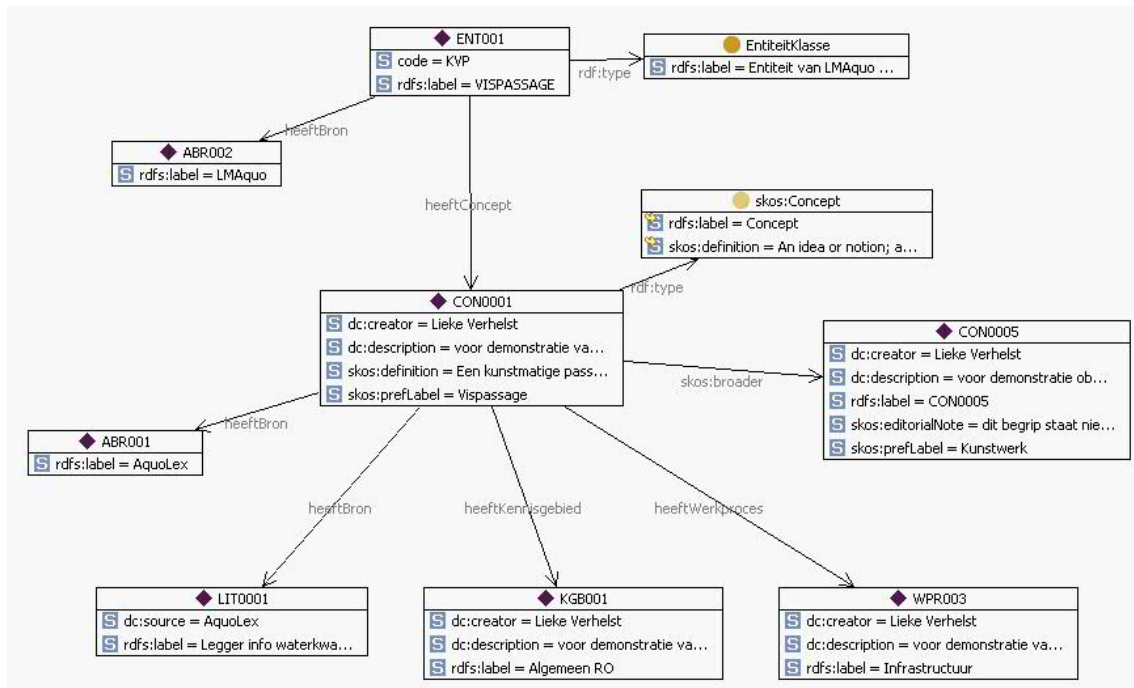 ENT001
code = KVP
rdfs:label = VISPASSAGE
rdf:type
EntiteitKlasse
rdfs:label = Entiteit van LMAquo ...
heeftBron
ABR002
rdfs:label = LMAquo
heeftConcept
skos:Concept
rdfs:label = Concept
skos:definition = An idea or notion; a...
rdf:type
CON0001
dc:creator = Lieke Verhelst
dc:description = voor demonstratie va...
skos:definition = Een kunstmatige pass...
skos:prefLabel = Vispassage
skos:broader
CON0005
dc:creator = Lieke Verhelst
dc:description = voor demonstratie ob...
rdfs:label = CON0005
skos:editorialNote = dit begrip staat nie...
skos:prefLabel = Kunstwerk
heeftBron
ABR001
rdfs:label = AquoLex
heeftBron
heeftKennisgebied
heeftWerkproces
LIT0001
dc:source = AquoLex
rdfs:label = Legger info waterkwa...
KGB001
dc:creator = Lieke Verhelst
dc:description = voor demonstratie va...
rdfs:label = Algemeen RO
WPR003
dc:creator = Lieke Verhelst
dc:description = voor demonstratie va...
rdfs:label = Infrastructuur